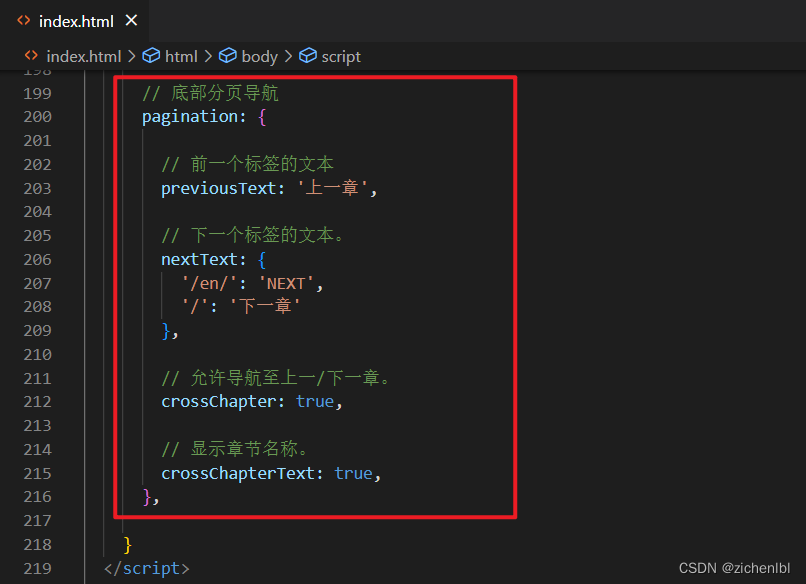 index.html
index.html > html > body > script
198
199 // 底部分页导航
200 pagination: {
201
202 // 前一个标签的文本
203 previousText: '上一章',
204
205 // 下一个标签的文本。
206 nextText: {
207 '/en/': 'NEXT',
208 '/': '下一章'
209 },
210
211 // 允许导航至上一/下一章。
212 crossChapter: true,
213
214 // 显示章节名称。
215 crossChapterText: true,
216 },
217
218 }
219 </script>
CSDN @zichenlbl